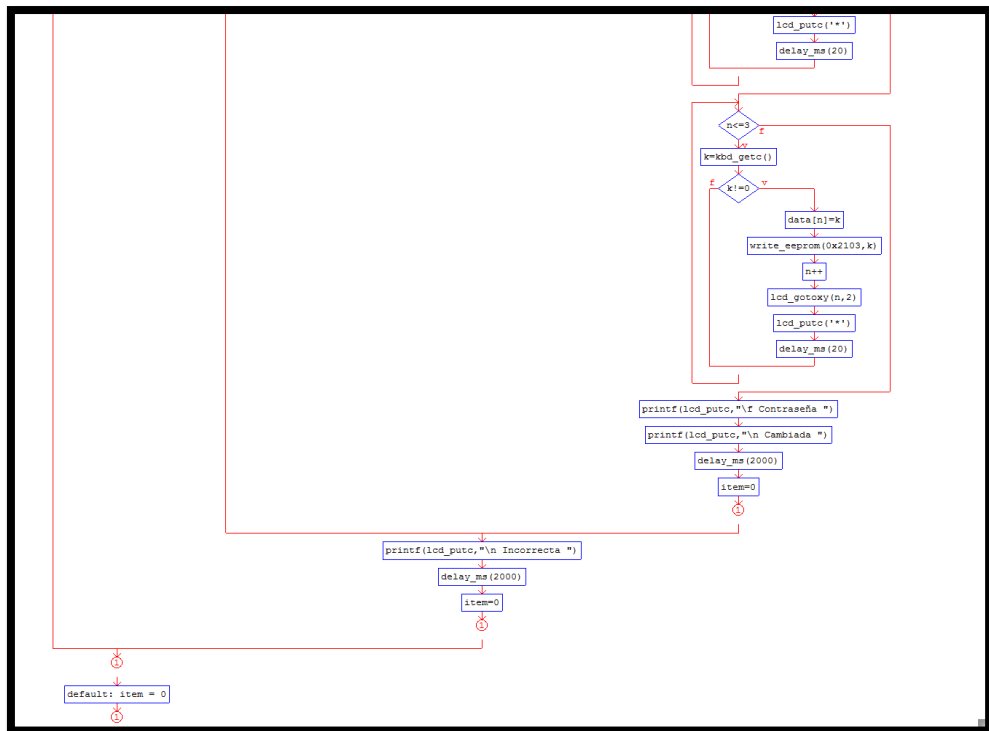 lcd_putc('*')
delay_ms(20)
n<=3
f
v
k=kbd_getc()
f
v
k!=0
data[n]=k
write_eeprom(0x2103,k)
n++
lcd_gotoxy(n,2)
lcd_putc('*')
delay_ms(20)
printf(lcd_putc,"\f Contraseña ")
printf(lcd_putc,"\n Cambiada ")
delay_ms(2000)
item=0
1
printf(lcd_putc,"\n Incorrecta ")
delay_ms(2000)
item=0
1
1
default: item = 0
1